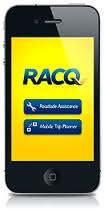 RACQ
Roadside Assistance
Mobile Trip Planner